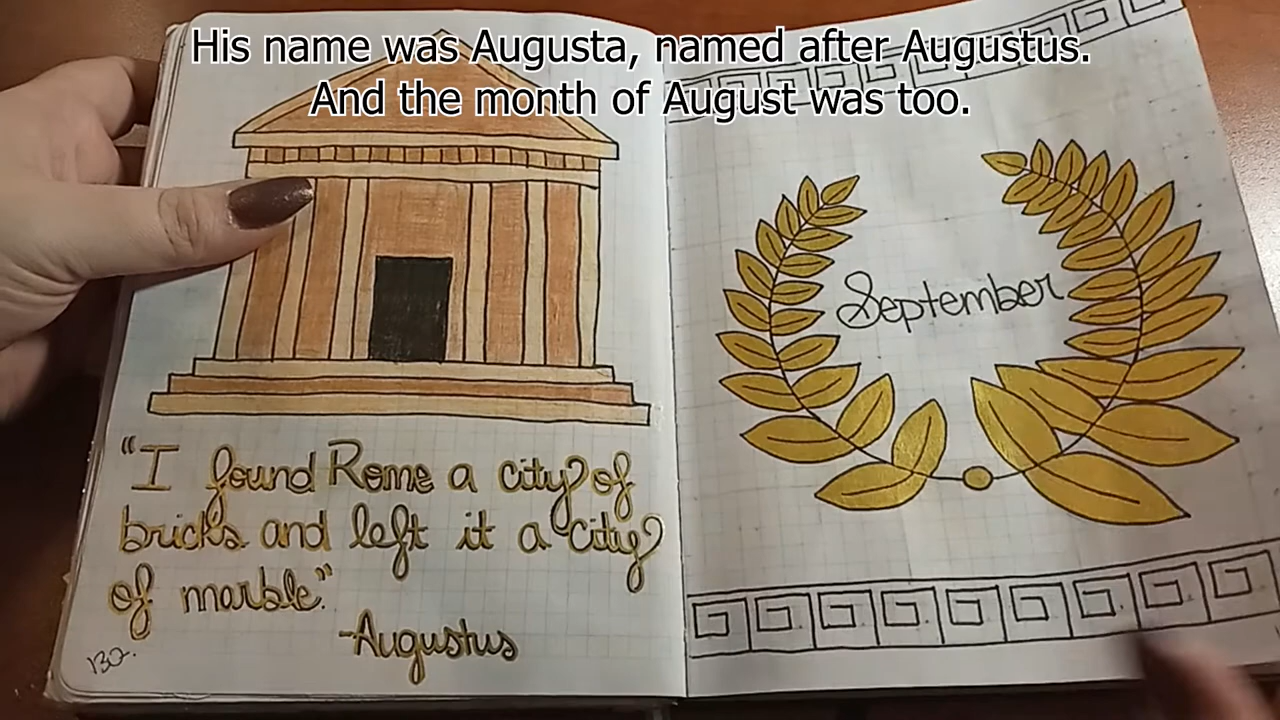 His name was Augusta, named after Augustus.
And the month of August was too.
"I found Rome a city of
bricks and left it a city
of marble."
-Augustus
130.
September